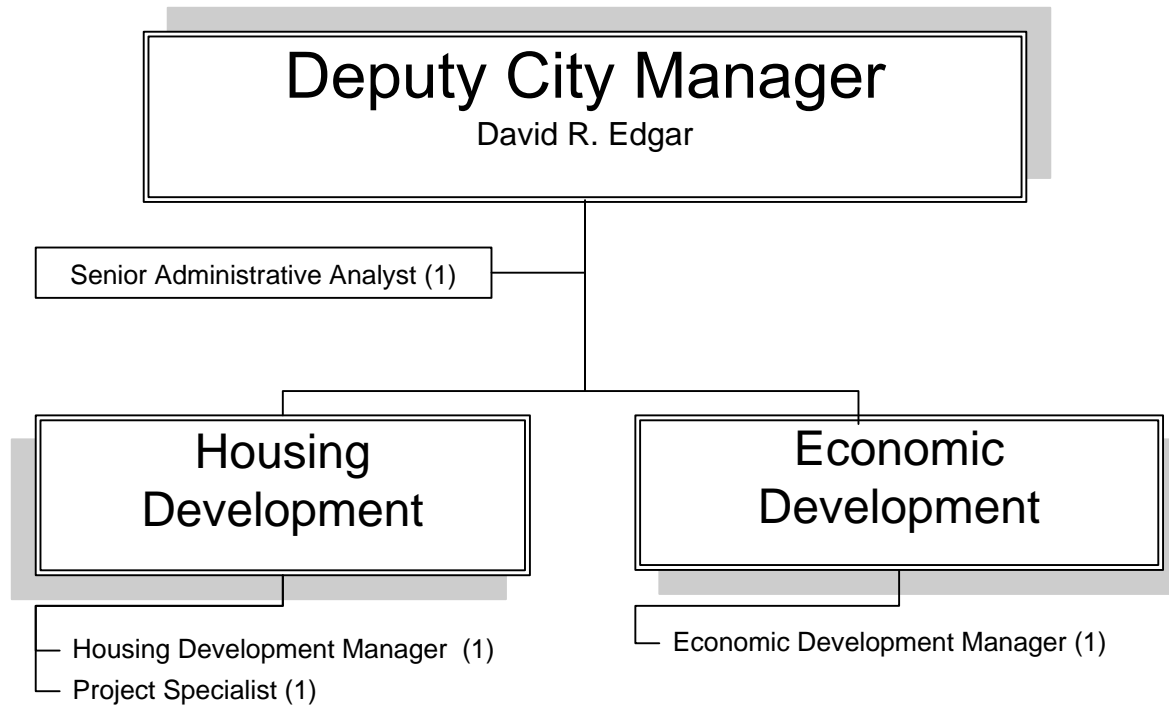 Deputy City Manager
David R. Edgar
Senior Administrative Analyst (1)
Housing
Development
Economic
Development
Housing Development Manager (1)
Project Specialist (1)
Economic Development Manager (1)